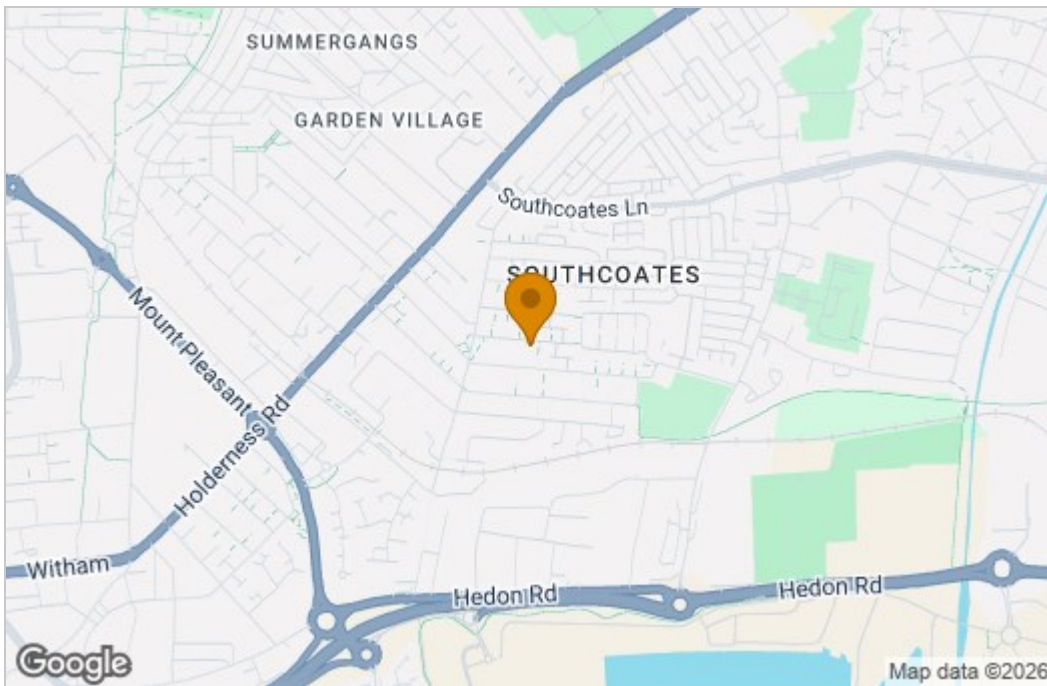 SUMMERGANGS
GARDEN VILLAGE
Southcoates Ln
SOUTHCOATES
Mount Pleasant
Holderness Rd
Witham
Hedon Rd
Hedon Rd
Google
Map data ©2026